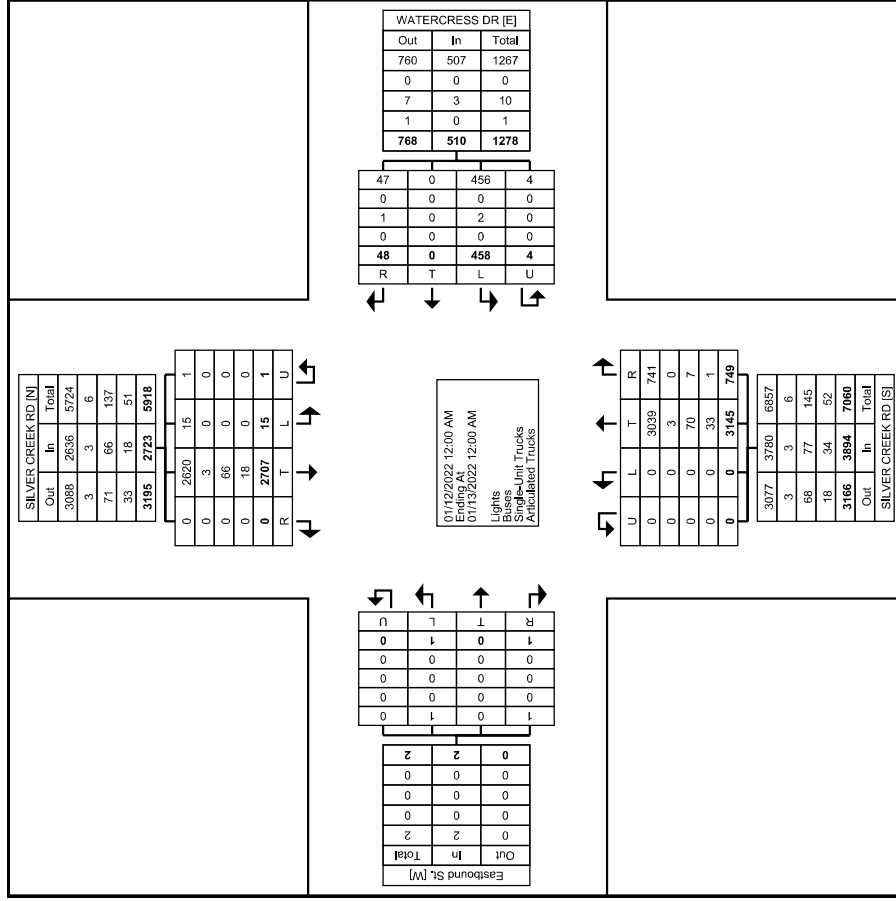 WATERCRESS DR [E]
Out In Total
760 507 1267
0 0 0
7 3 10
1 0 1
768 510 1278
47 0 456 4
0 0 0 0
1 0 2 0
0 0 0 0
48 0 458 4
R T L U
SILVER CREEK RD [N]
Out In Total
3088 2636 5724
3 3 6
71 66 137
33 18 51
3195 2723 5918
0 2620 15 1
0 3 0 0
0 66 0 0
0 18 0 0
0 2707 15 1
R T L U
01/12/2022 12:00 AM
Ending At
01/13/2022 12:00 AM
Lights
Buses
Single-Unit Trucks
Articulated Trucks
U L T R
0 0 3039 741
0 0 3 0
0 0 70 7
0 0 33 1
0 0 3145 749
3077 3780 6857
3 3 6
68 77 145
18 34 52
3166 3894 7060
Out In Total
SILVER CREEK RD [S]
U L T R
0 1 0 1
0 0 0 0
0 0 0 0
0 0 0 0
0 1 0 1
2 2 0
0 0 0
0 0 0
0 0 0
2 2 0
Total In Out
Eastbound St. [W]